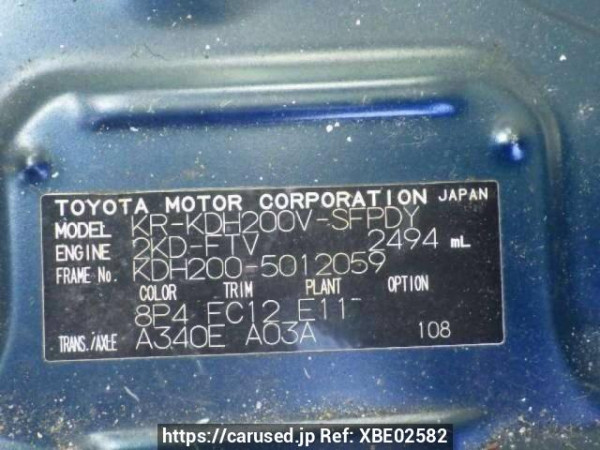 TOYOTA MOTOR CORPORATION JAPAN
MODEL KR-KDH200V-SFPDY
ENGINE 2KD-FTV 2494 mL
FRAME No. KDH200-5012059
COLOR TRIM PLANT OPTION
8P4 FC12 E11
TRANS./AXLE A340E A03A 108
https://carused.jp Ref: XBE02582